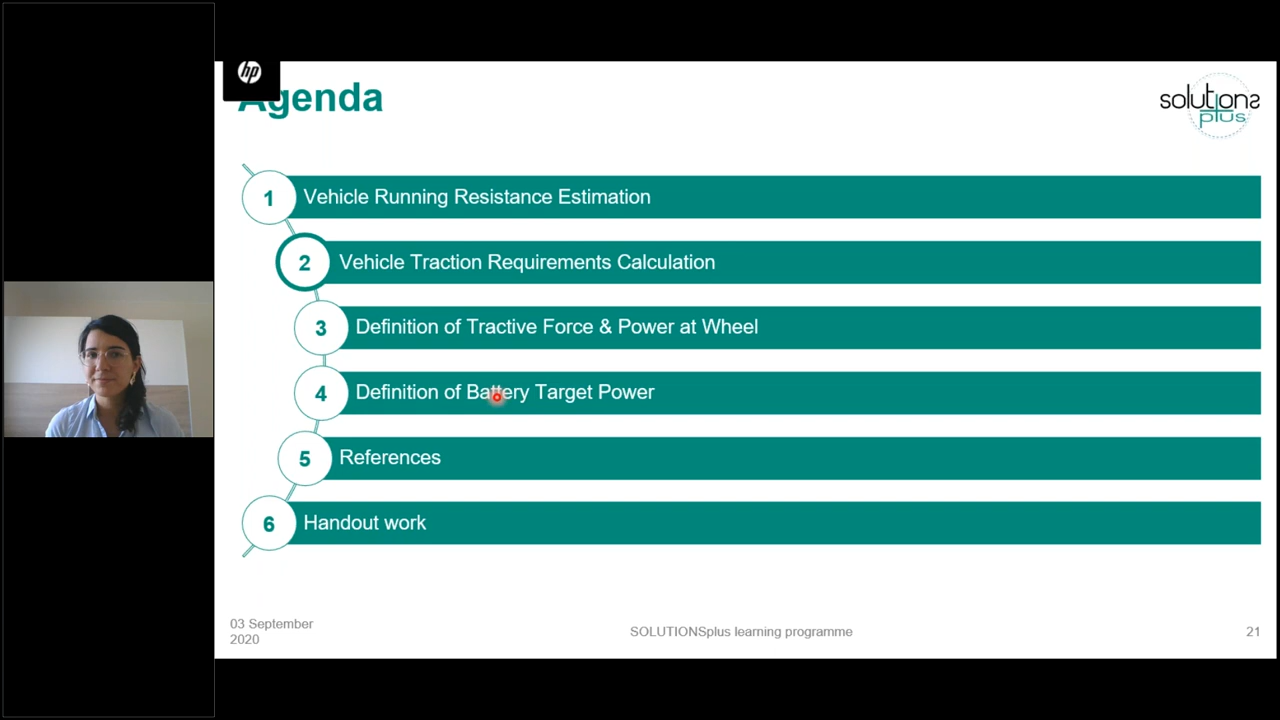 hp
Agenda
solutions
plus
1
Vehicle Running Resistance Estimation
2
Vehicle Traction Requirements Calculation
3
Definition of Tractive Force & Power at Wheel
4
Definition of Battery Target Power
5
References
6
Handout work
03 September
2020
SOLUTIONSplus learning programme
21